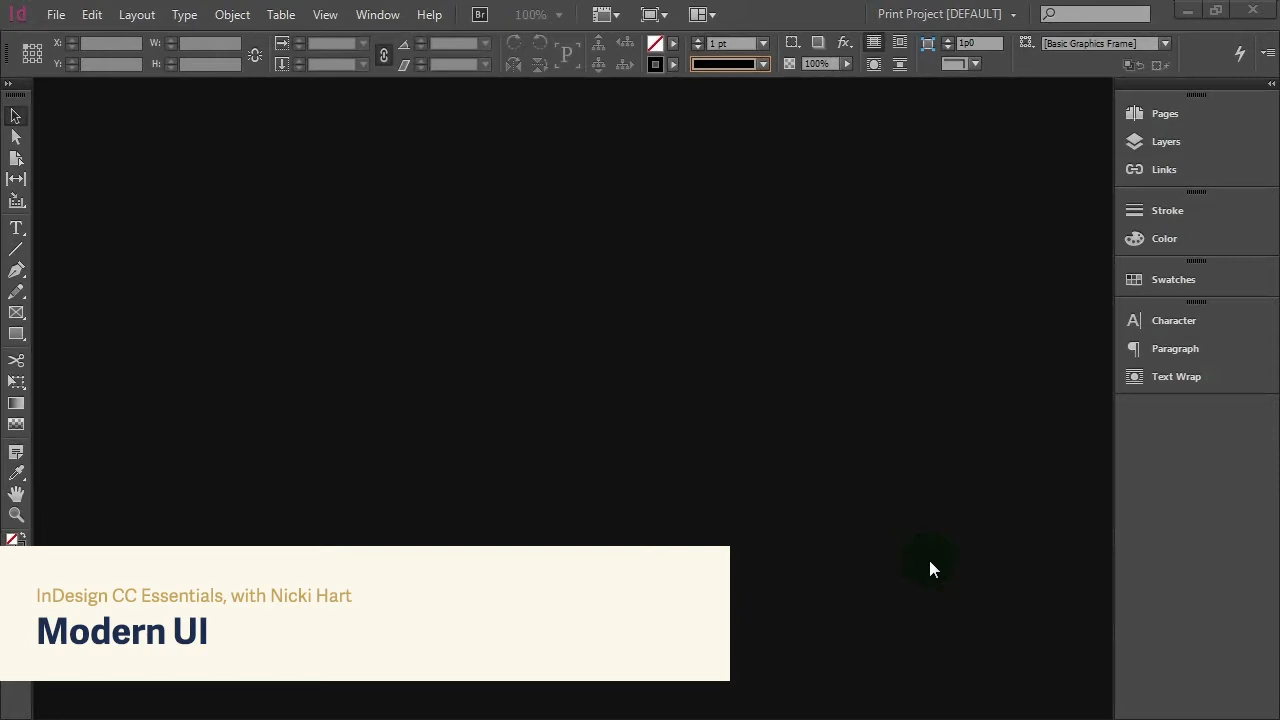 Id File Edit Layout Type Object Table View Window Help Br 100% Print Project [DEFAULT]
X: W: 1 pt fx. 1p0 [Basic Graphics Frame]
Y: H: P 100%
Pages
Layers
Links
Stroke
Color
Swatches
Character
Paragraph
Text Wrap
InDesign CC Essentials, with Nicki Hart
Modern UI